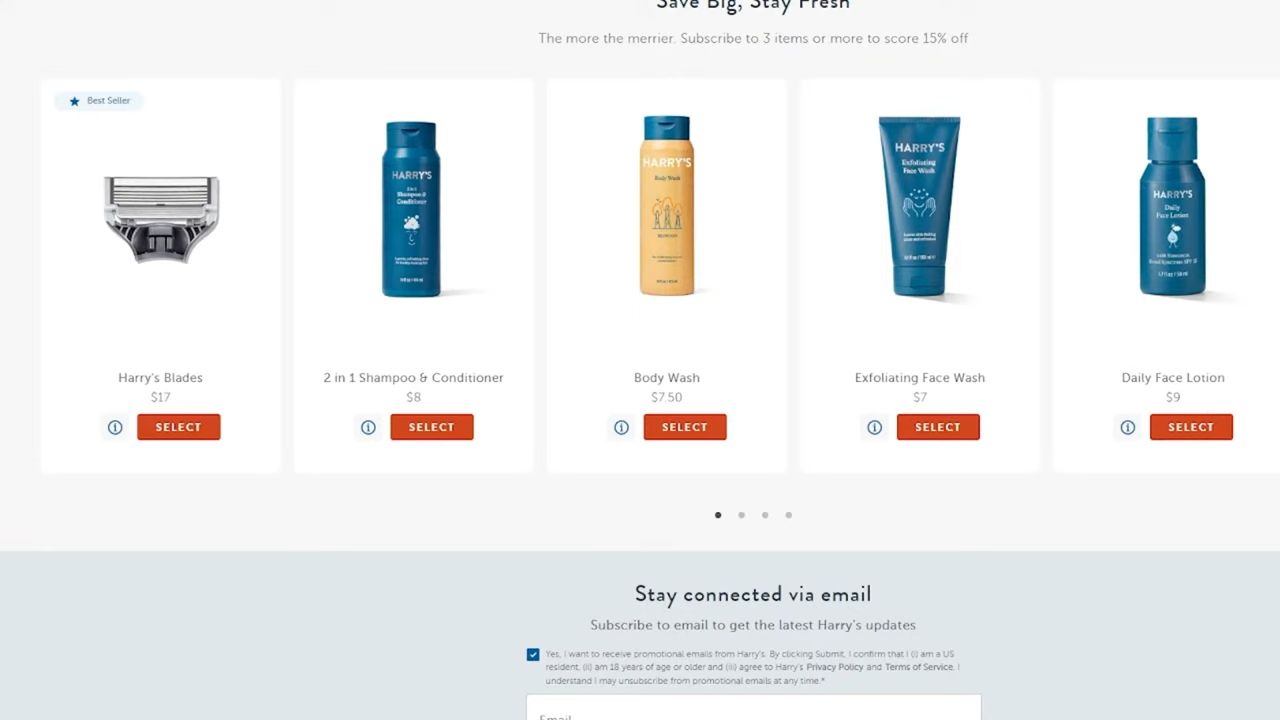 Save Big, Stay Fresh
The more the merrier. Subscribe to 3 items or more to score 15% off
Best Seller
HARRY'S
2 in 1
Shampoo &
Conditioner
HARRY'S
Body Wash
HARRY'S
Exfoliating
Face Wash
HARRY'S
Daily
Face Lotion
Harry's Blades
$17
SELECT
2 in 1 Shampoo & Conditioner
$8
SELECT
Body Wash
$7.50
SELECT
Exfoliating Face Wash
$7
SELECT
Daily Face Lotion
$9
SELECT
Stay connected via email
Subscribe to email to get the latest Harry's updates
Yes, I want to receive promotional emails from Harry's. By clicking Submit, I confirm that I (i) am a US
resident, (ii) am 18 years of age or older and (iii) agree to Harry's Privacy Policy and Terms of Service. I
understand I may unsubscribe from promotional emails at any time.*
Email